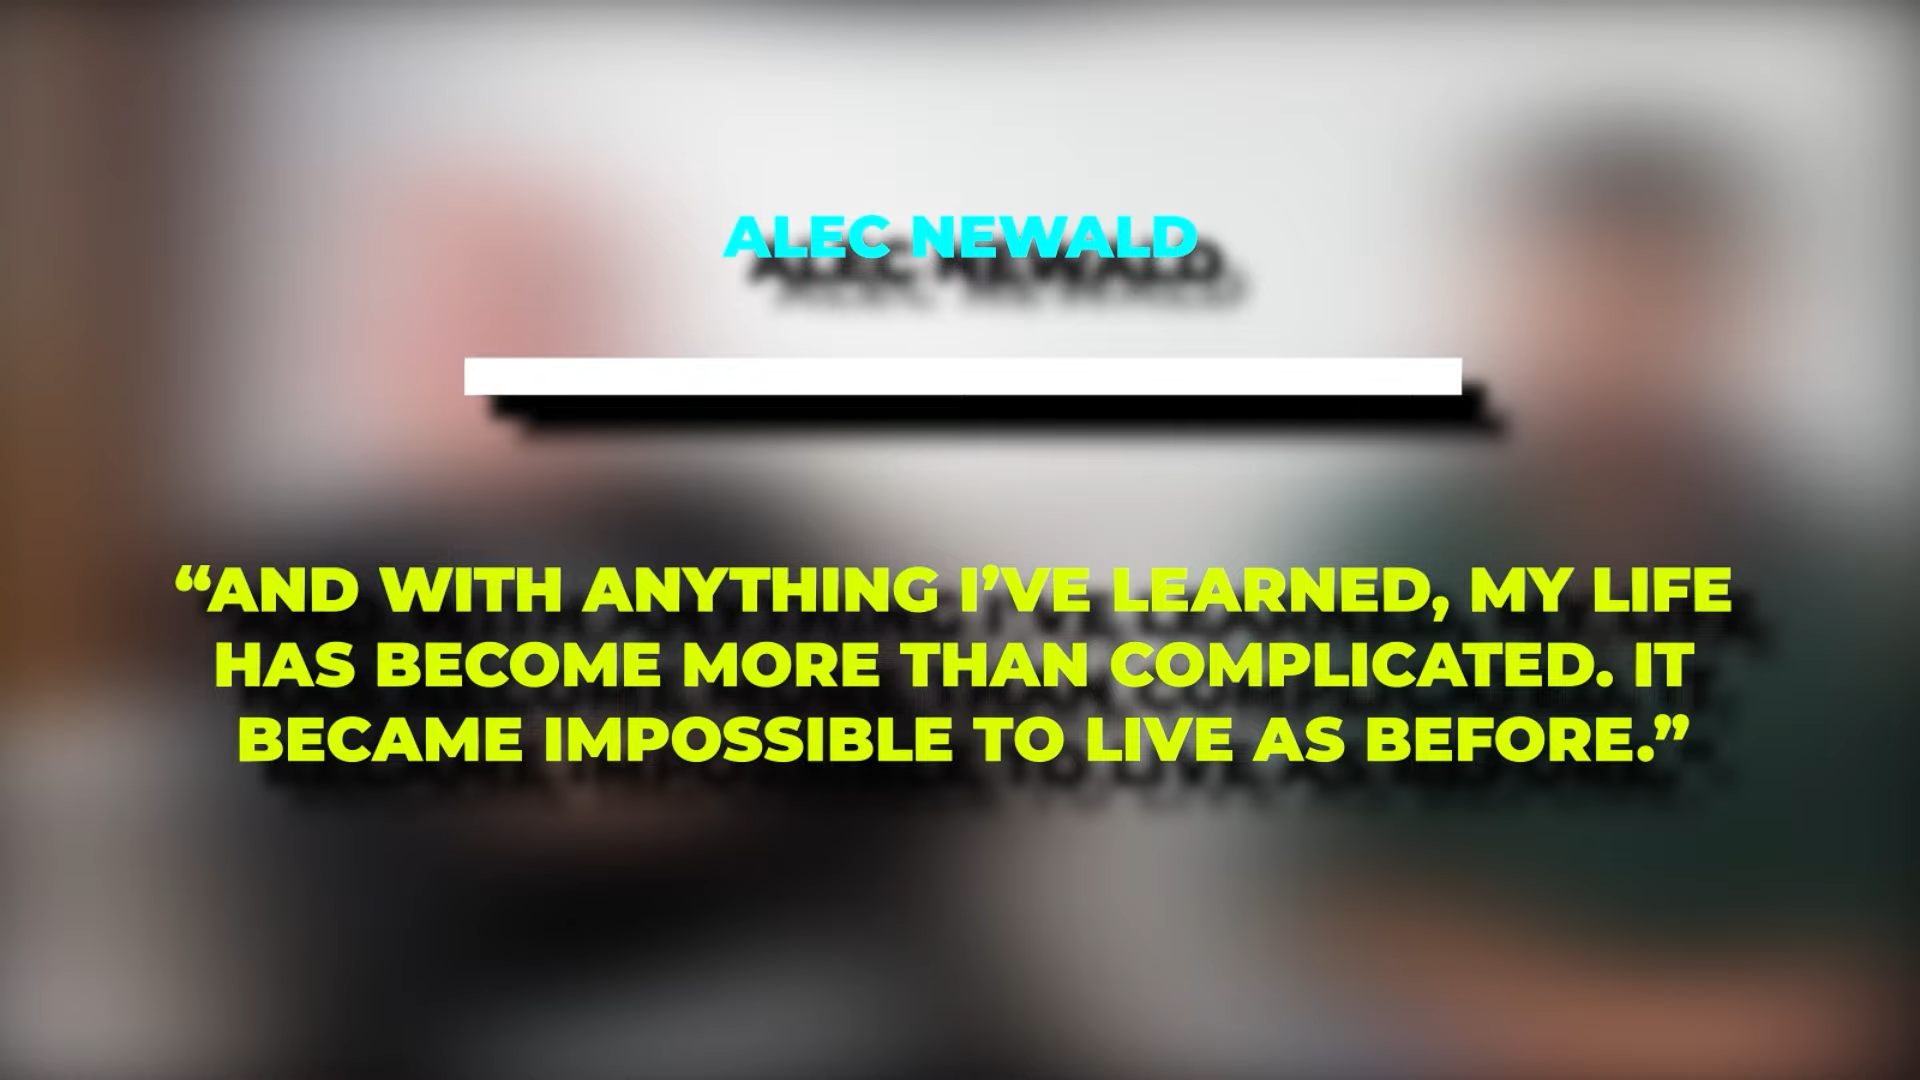 ALEC NEWALD
“AND WITH ANYTHING I’VE LEARNED, MY LIFE
HAS BECOME MORE THAN COMPLICATED. IT
BECAME IMPOSSIBLE TO LIVE AS BEFORE.”